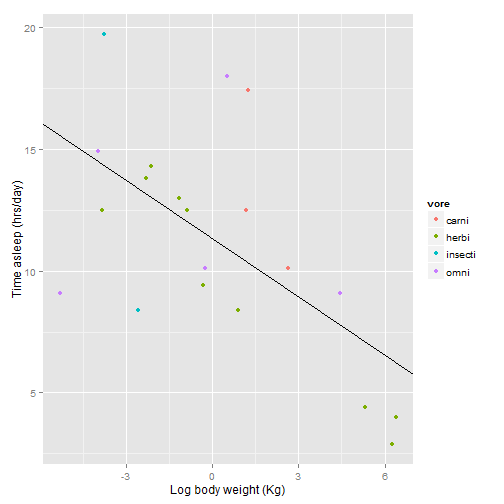 20
15
10
5
Time asleep (hrs/day)
-3
0
3
6
Log body weight (Kg)
vore
carni
herbi
insecti
omni